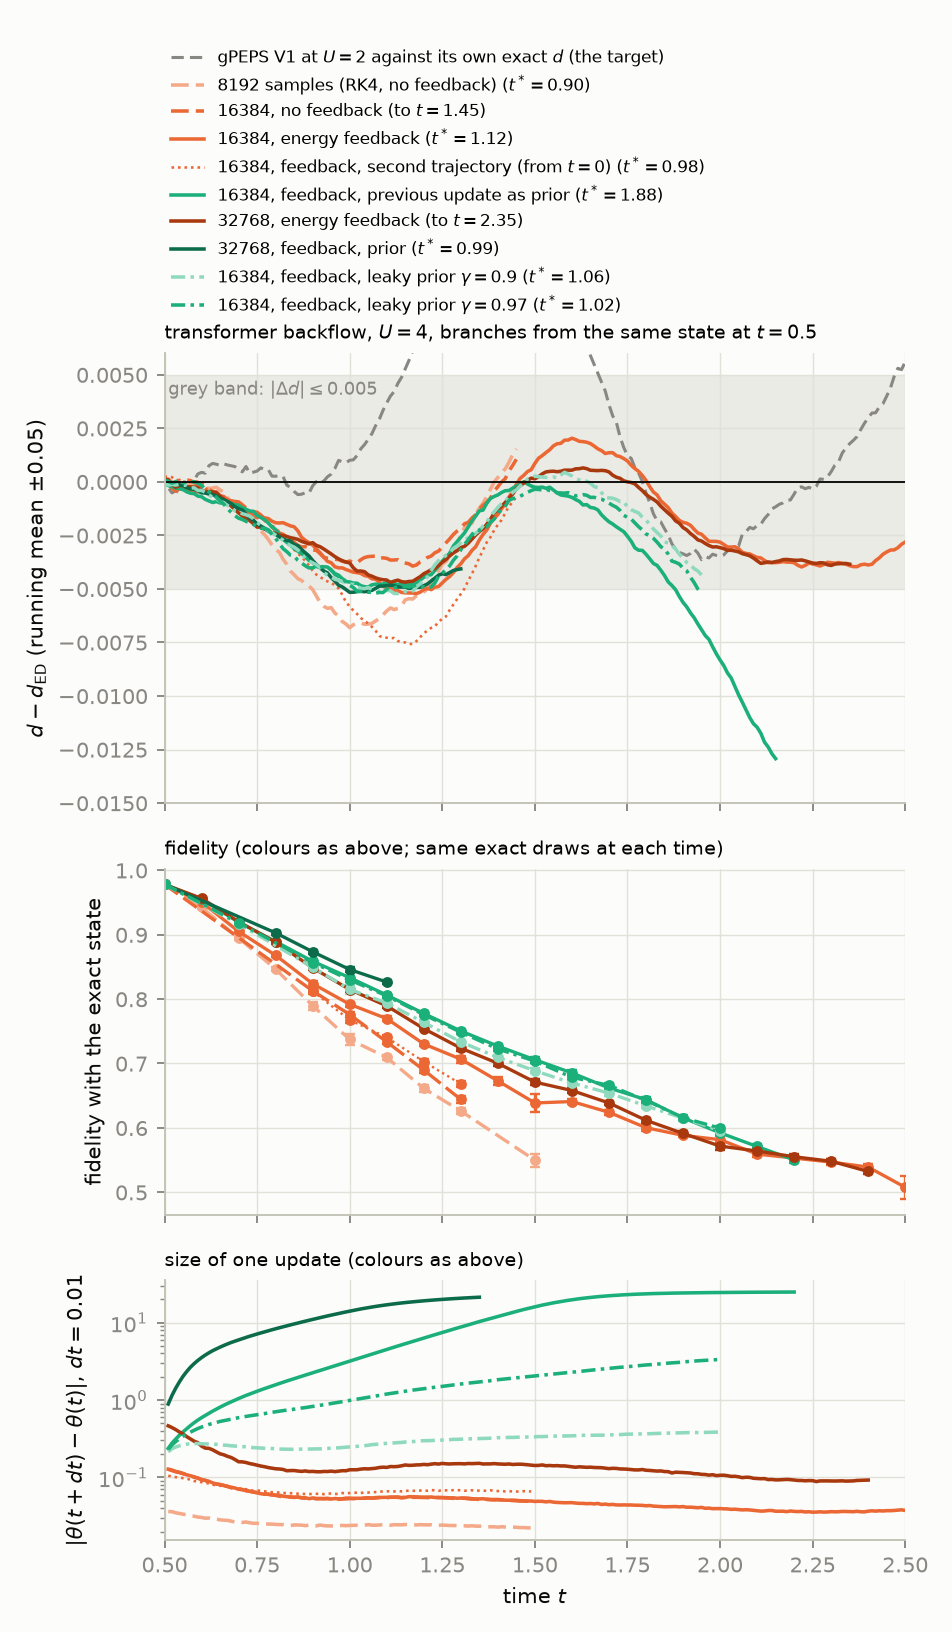 gPEPS V1 at U = 2 against its own exact d (the target)
8192 samples (RK4, no feedback) (t* = 0.90)
16384, no feedback (to t = 1.45)
16384, energy feedback (t* = 1.12)
16384, feedback, second trajectory (from t = 0) (t* = 0.98)
16384, feedback, previous update as prior (t* = 1.88)
32768, energy feedback (to t = 2.35)
32768, feedback, prior (t* = 0.99)
16384, feedback, leaky prior γ = 0.9 (t* = 1.06)
16384, feedback, leaky prior γ = 0.97 (t* = 1.02)
transformer backflow, U = 4, branches from the same state at t = 0.5
grey band: |Δd| ≤ 0.005
0.0050
0.0025
0.0000
−0.0025
−0.0050
−0.0075
−0.0100
−0.0125
−0.0150
d − d_ED (running mean ±0.05)
fidelity (colours as above; same exact draws at each time)
1.0
0.9
0.8
0.7
0.6
0.5
fidelity with the exact state
size of one update (colours as above)
10¹
10⁰
10⁻¹
|θ(t + dt) − θ(t)|, dt = 0.01
0.50 0.75 1.00 1.25 1.50 1.75 2.00 2.25 2.50
time t